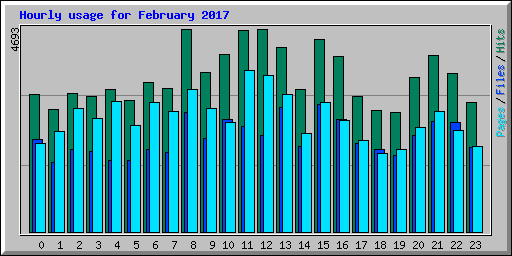 Hourly usage for February 2017
4693
Pages / Files / Hits
0 1 2 3 4 5 6 7 8 9 10 11 12 13 14 15 16 17 18 19 20 21 22 23